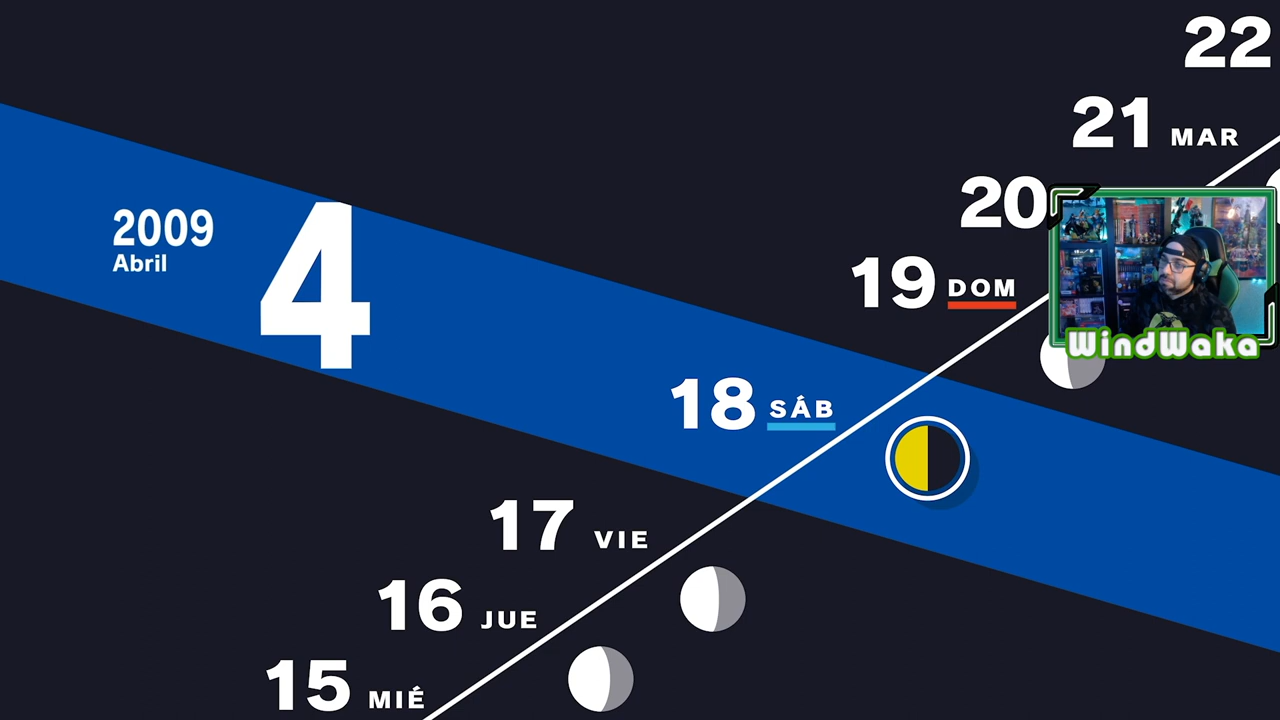 22
21 MAR
20
19 DOM
2009
Abril
4
18 SÁB
17 VIE
16 JUE
15 MIÉ
WindWaka